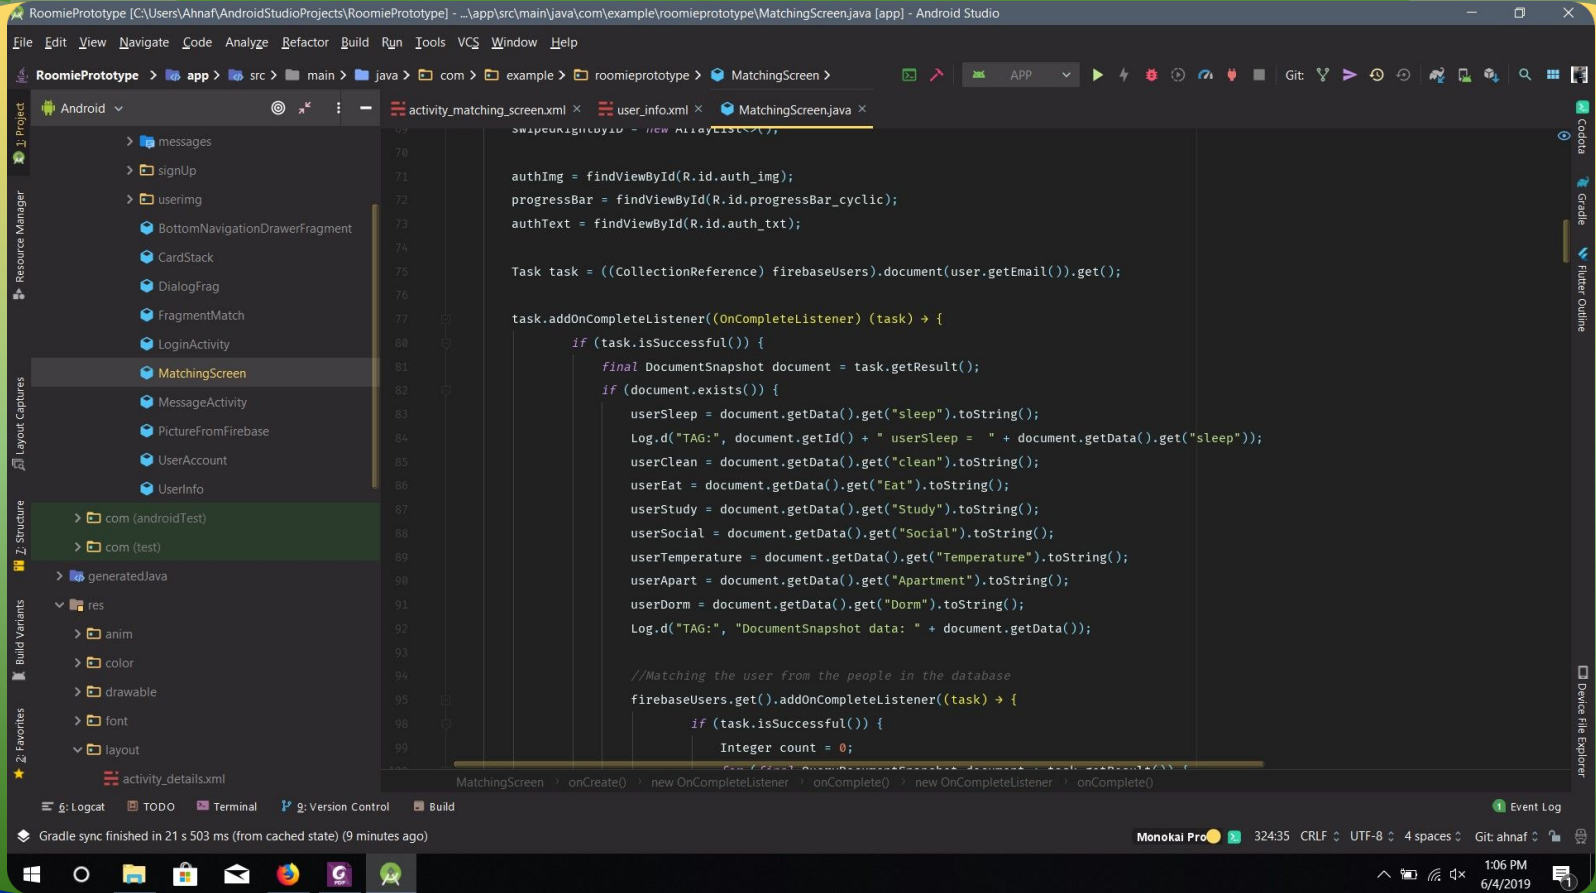 RoomiePrototype [C:\Users\Ahnaf\AndroidStudioProjects\RoomiePrototype] - ...\app\src\main\java\com\example\roomieprototype\MatchingScreen.java [app] - Android Studio
File Edit View Navigate Code Analyze Refactor Build Run Tools VCS Window Help
RoomiePrototype > app > src > main > java > com > example > roomieprototype > MatchingScreen > APP Git:
Android
activity_matching_screen.xml × user_info.xml × MatchingScreen.java ×
1: Project
Resource Manager
Layout Captures
7: Structure
Build Variants
2: Favorites
messages
signUp
userimg
BottomNavigationDrawerFragment
CardStack
DialogFrag
FragmentMatch
LoginActivity
MatchingScreen
MessageActivity
PictureFromFirebase
UserAccount
UserInfo
com (androidTest)
com (test)
generatedJava
res
anim
color
drawable
font
layout
activity_details.xml
69 swipedRightByID = new ArrayList<>();
70
71 authImg = findViewById(R.id.auth_img);
72 progressBar = findViewById(R.id.progressBar_cyclic);
73 authText = findViewById(R.id.auth_txt);
74
75 Task task = ((CollectionReference) firebaseUsers).document(user.getEmail()).get();
76
77 task.addOnCompleteListener((OnCompleteListener) (task) → {
80 if (task.isSuccessful()) {
81 final DocumentSnapshot document = task.getResult();
82 if (document.exists()) {
83 userSleep = document.getData().get("sleep").toString();
84 Log.d("TAG:", document.getId() + " userSleep =  " + document.getData().get("sleep"));
85 userClean = document.getData().get("clean").toString();
86 userEat = document.getData().get("Eat").toString();
87 userStudy = document.getData().get("Study").toString();
88 userSocial = document.getData().get("Social").toString();
89 userTemperature = document.getData().get("Temperature").toString();
90 userApart = document.getData().get("Apartment").toString();
91 userDorm = document.getData().get("Dorm").toString();
92 Log.d("TAG:", "DocumentSnapshot data: " + document.getData());
93
94 //Matching the user from the people in the database
95 firebaseUsers.get().addOnCompleteListener((task) → {
98 if (task.isSuccessful()) {
99 Integer count = 0;
100 for (final QueryDocumentSnapshot document : task.getResult()) {
MatchingScreen > onCreate() > new OnCompleteListener > onComplete() > new OnCompleteListener > onComplete()
Codota
Gradle
Flutter Outline
Device File Explorer
6: Logcat TODO Terminal 9: Version Control Build 1 Event Log
Gradle sync finished in 21 s 503 ms (from cached state) (9 minutes ago) Monokai Pro 324:35 CRLF UTF-8 4 spaces Git: ahnaf
1:06 PM
6/4/2019
1